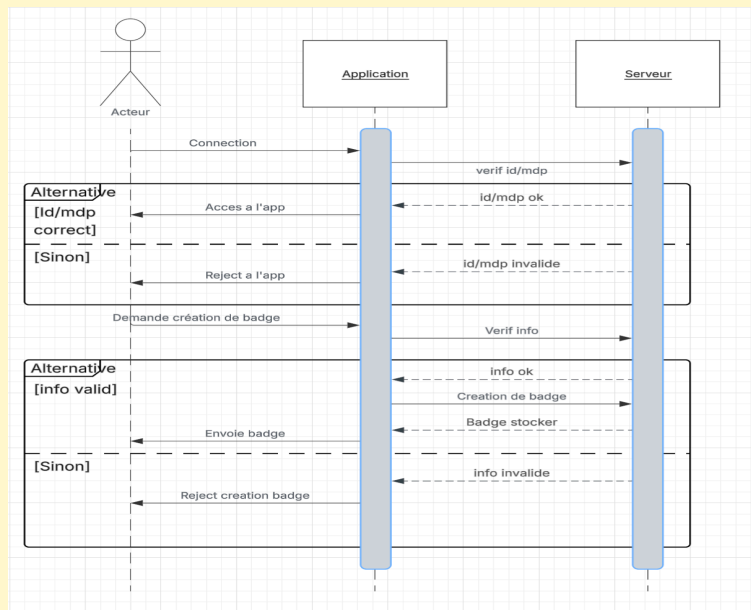 Application
Serveur
Acteur
Connection
verif id/mdp
Alternative
id/mdp ok
[Id/mdp
correct]
Acces a l'app
[Sinon]
id/mdp invalide
Reject a l'app
Demande création de badge
Verif info
Alternative
info ok
[info valid]
Creation de badge
Badge stocker
Envoie badge
[Sinon]
info invalide
Reject creation badge